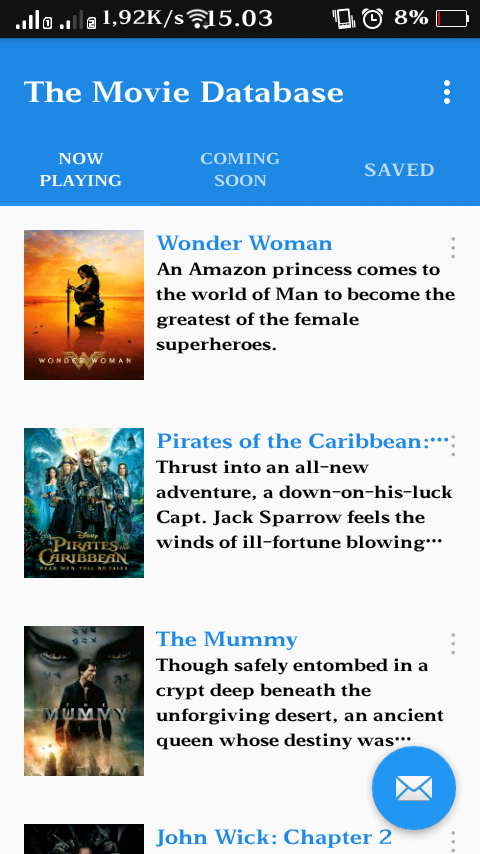 1 2 1,92K/s 15.03 8%
The Movie Database
NOW
PLAYING
COMING
SOON
SAVED
Wonder Woman
An Amazon princess comes to
the world of Man to become the
greatest of the female
superheroes.
WONDER WOMAN
Pirates of the Caribbean:...
Thrust into an all-new
adventure, a down-on-his-luck
Capt. Jack Sparrow feels the
winds of ill-fortune blowing...
Disney
PIRATES OF THE
CARIBBEAN
DEAD MEN TELL NO TALES
The Mummy
Though safely entombed in a
crypt deep beneath the
unforgiving desert, an ancient
queen whose destiny was...
THE
MUMMY
John Wick: Chapter 2